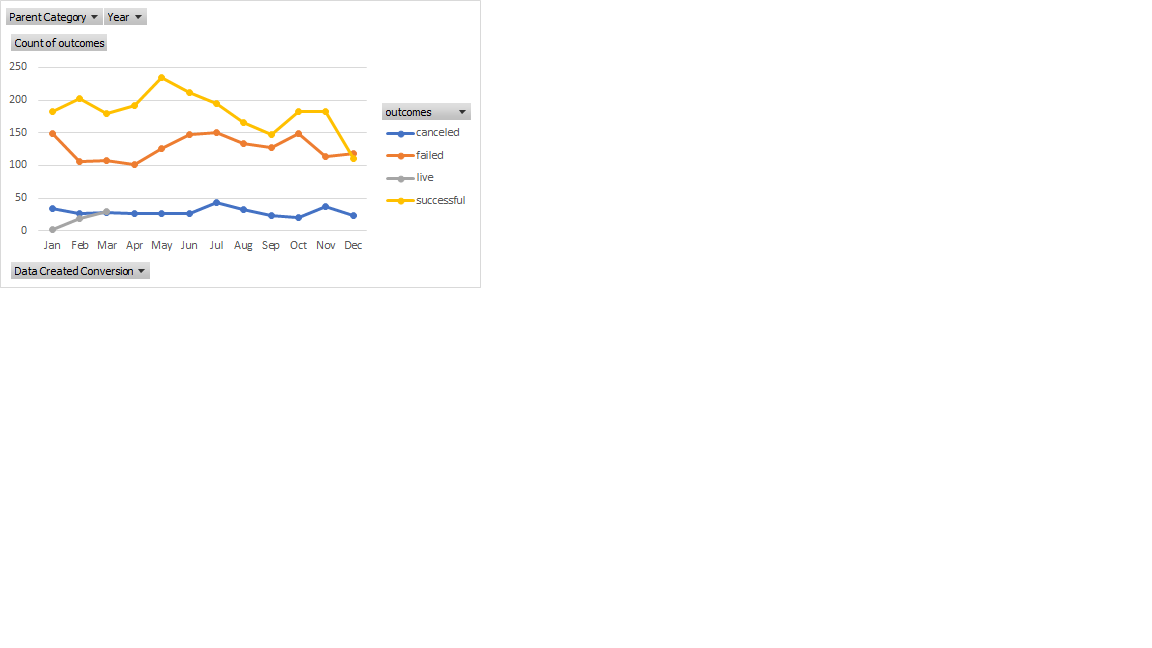 Parent Category Year
Count of outcomes
250
200
150
100
50
0
Jan Feb Mar Apr May Jun Jul Aug Sep Oct Nov Dec
outcomes
canceled
failed
live
successful
Data Created Conversion